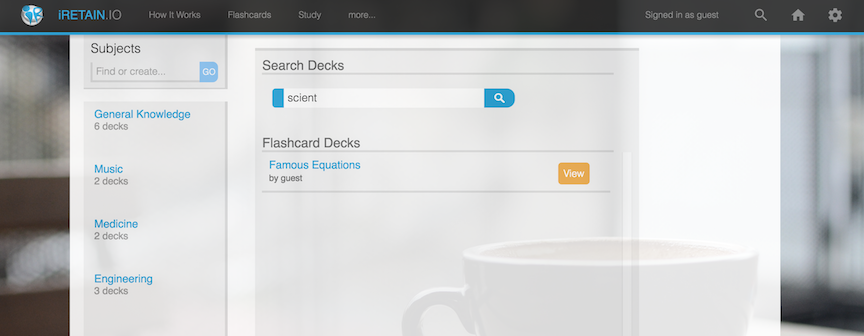 iRETAIN.IO How It Works Flashcards Study more... Signed in as guest
Subjects
Find or create... GO
General Knowledge
6 decks
Music
2 decks
Medicine
2 decks
Engineering
3 decks
Search Decks
scient
Flashcard Decks
Famous Equations
by guest
View